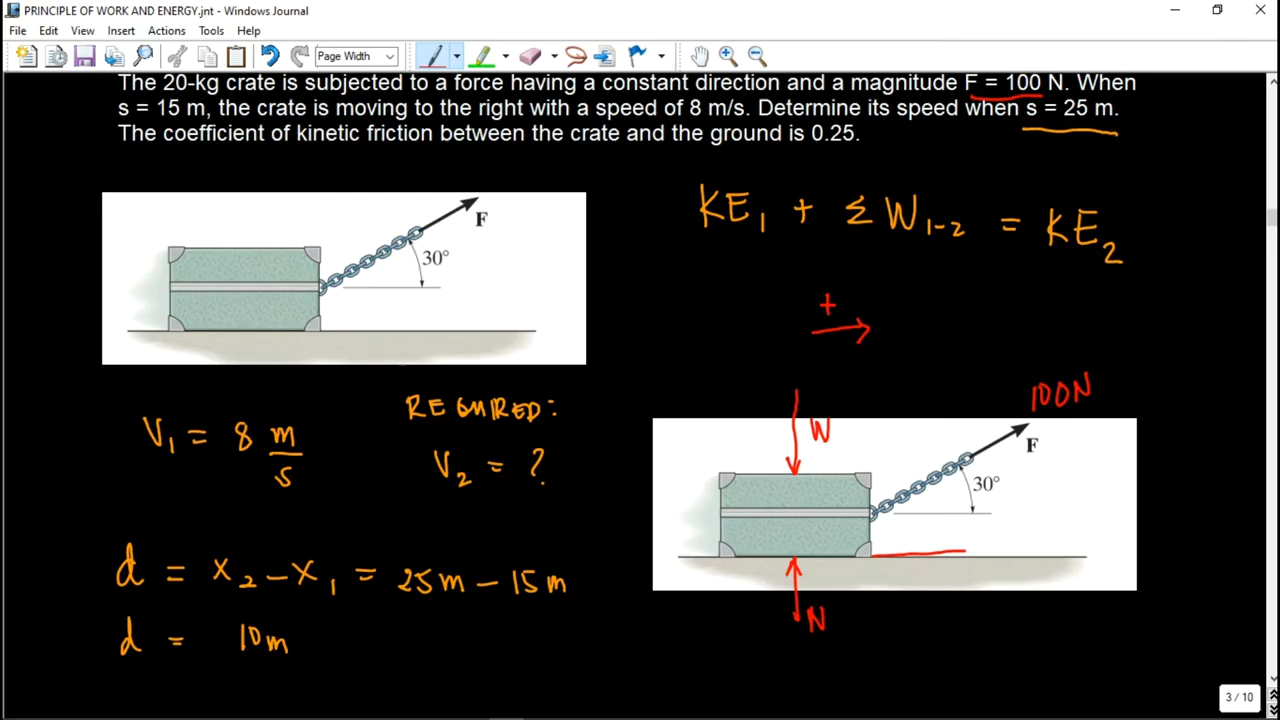 PRINCIPLE OF WORK AND ENERGY.jnt - Windows Journal
File Edit View Insert Actions Tools Help
Page Width
The 20-kg crate is subjected to a force having a constant direction and a magnitude F = 100 N. When
s = 15 m, the crate is moving to the right with a speed of 8 m/s. Determine its speed when s = 25 m.
The coefficient of kinetic friction between the crate and the ground is 0.25.
KE₁ + Σ W₁₋₂ = KE₂
F
30°
+
V₁ = 8 m/s
REQUIRED:
V₂ = ?
100N
W
F
30°
N
d = x₂ - x₁ = 25m - 15m
d = 10m
3 / 10